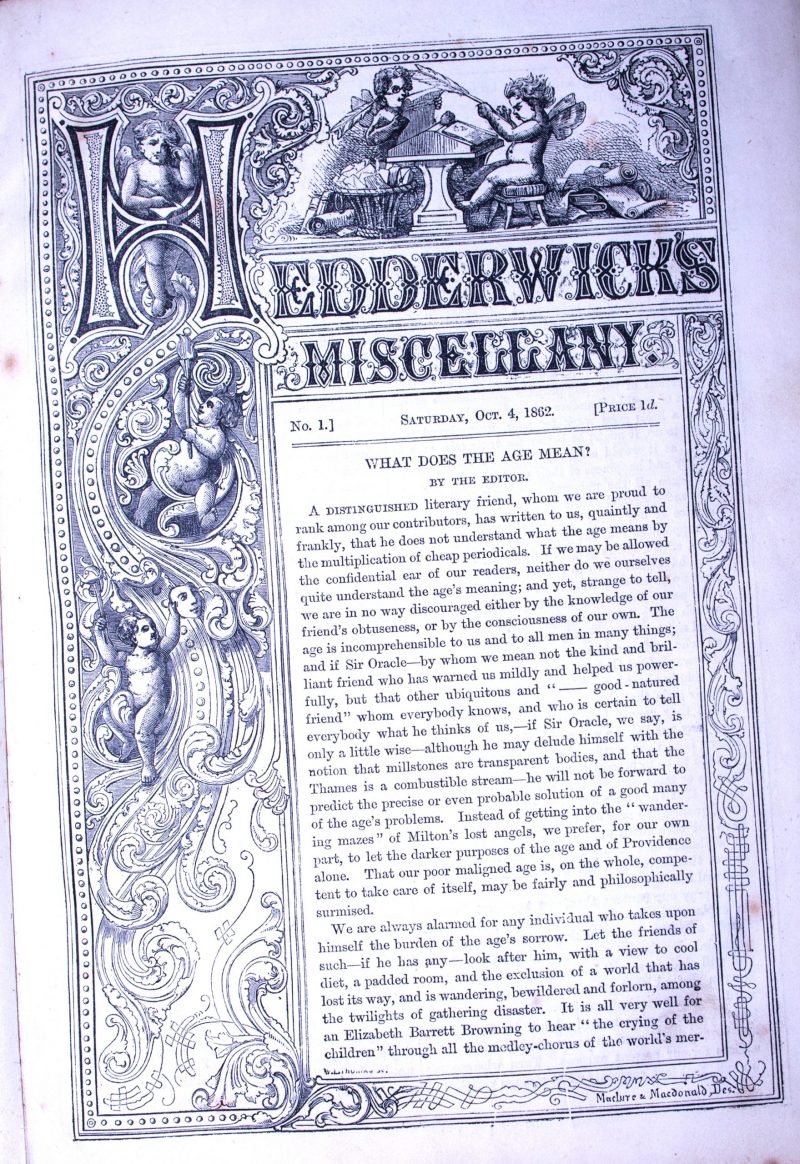 HEDDERWICK'S
MISCELLANY.
No. 1.] SATURDAY, OCT. 4, 1862. [PRICE 1d.
WHAT DOES THE AGE MEAN?
BY THE EDITOR.
A DISTINGUISHED literary friend, whom we are proud to
rank among our contributors, has written to us, quaintly and
frankly, that he does not understand what the age means by
the multiplication of cheap periodicals. If we may be allowed
the confidential ear of our readers, neither do we ourselves
quite understand the age's meaning; and yet, strange to tell,
we are in no way discouraged either by the knowledge of our
friend's obtuseness, or by the consciousness of our own. The
age is incomprehensible to us and to all men in many things;
and if Sir Oracle—by whom we mean not the kind and bril-
liant friend who has warned us mildly and helped us power-
fully, but that other ubiquitous and "—— good-natured
friend" whom everybody knows, and who is certain to tell
everybody what he thinks of us,—if Sir Oracle, we say, is
only a little wise—although he may delude himself with the
notion that millstones are transparent bodies, and that the
Thames is a combustible stream—he will not be forward to
predict the precise or even probable solution of a good many
of the age's problems. Instead of getting into the "wander-
ing mazes" of Milton's lost angels, we prefer, for our own
part, to let the darker purposes of the age and of Providence
alone. That our poor maligned age is, on the whole, compe-
tent to take care of itself, may be fairly and philosophically
surmised.
We are always alarmed for any individual who takes upon
himself the burden of the age's sorrow. Let the friends of
such—if he has any—look after him, with a view to cool
diet, a padded room, and the exclusion of a world that has
lost its way, and is wandering, bewildered and forlorn, among
the twilights of gathering disaster. It is all very well for
an Elizabeth Barrett Browning to hear "the crying of the
children" through all the medley-chorus of the world's mer-
Maclure & Macdonald, Des.